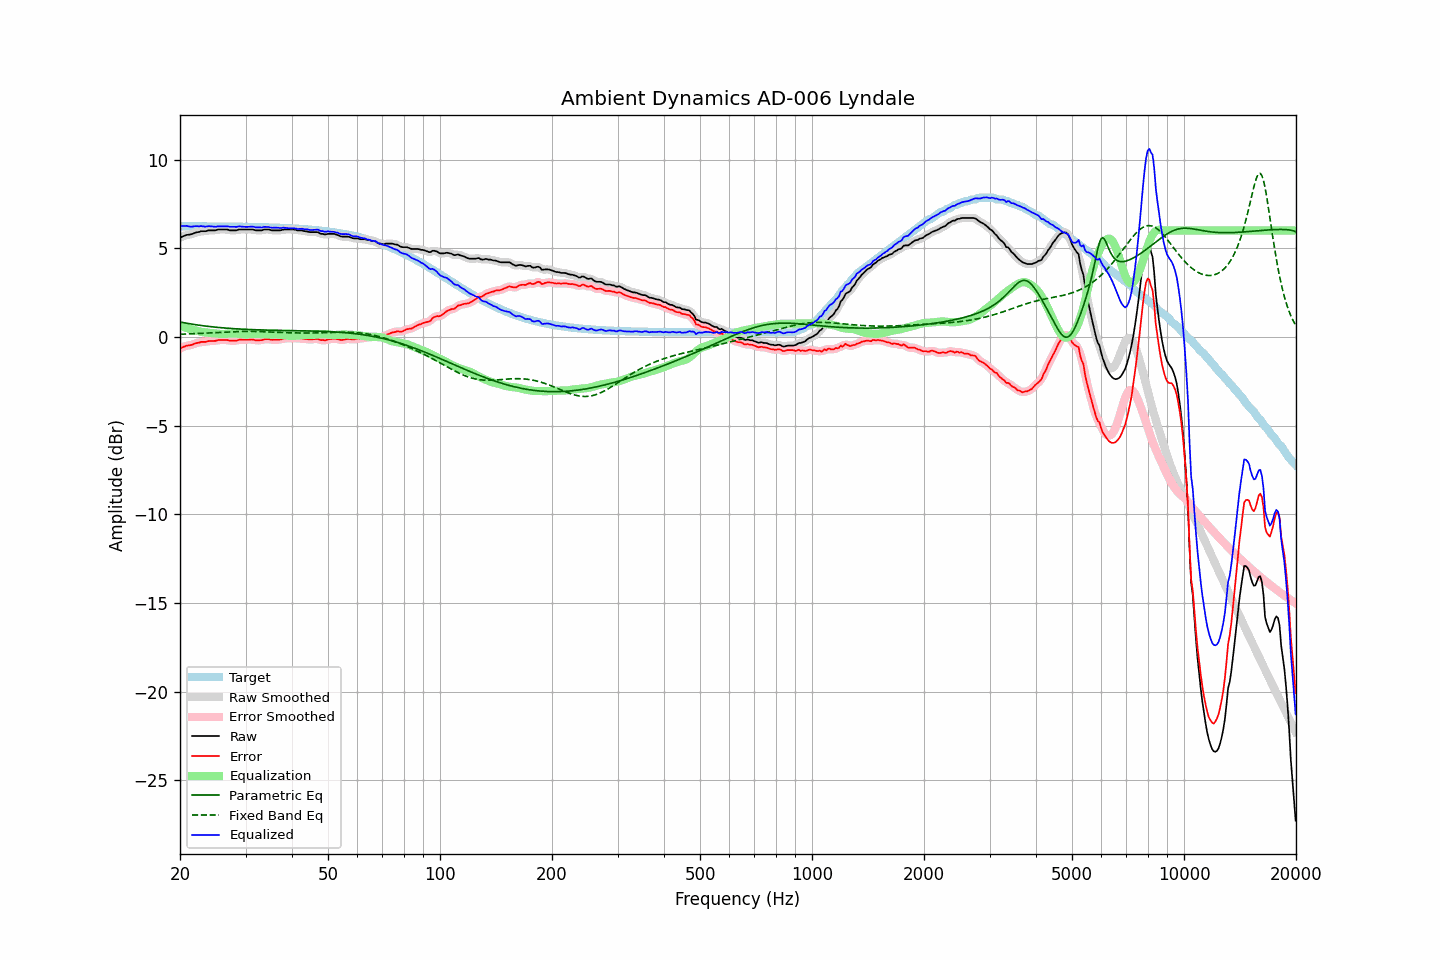 Ambient Dynamics AD-006 Lyndale
Amplitude (dBr)
10
5
0
−5
−10
−15
−20
−25
Target
Raw Smoothed
Error Smoothed
Raw
Error
Equalization
Parametric Eq
Fixed Band Eq
Equalized
20 50 100 200 500 1000 2000 5000 10000 20000
Frequency (Hz)